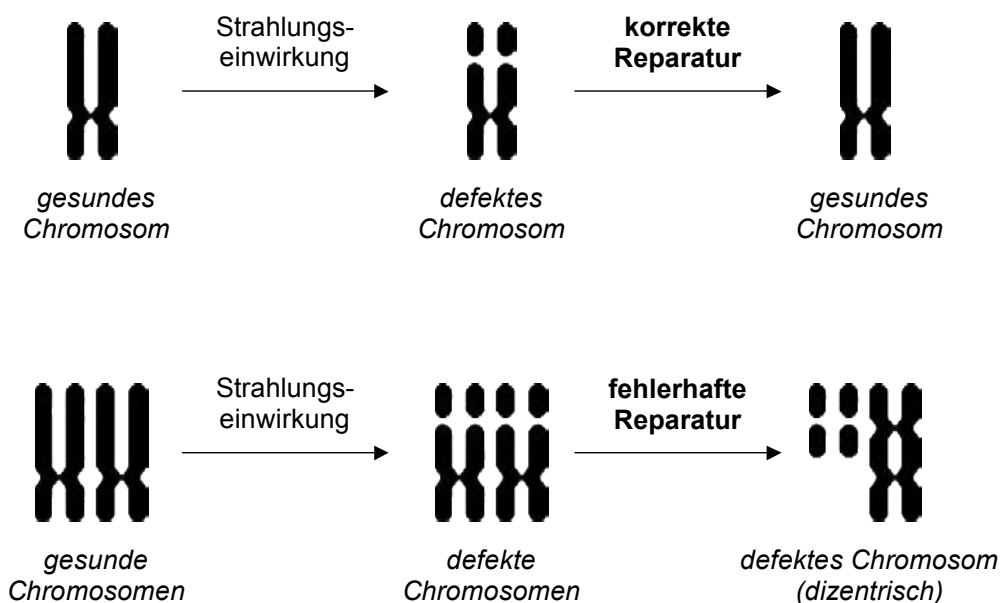 Strahlungs-
einwirkung
korrekte
Reparatur
gesundes
Chromosom
defektes
Chromosom
gesundes
Chromosom
Strahlungs-
einwirkung
fehlerhafte
Reparatur
gesunde
Chromosomen
defekte
Chromosomen
defektes Chromosom
(dizentrisch)